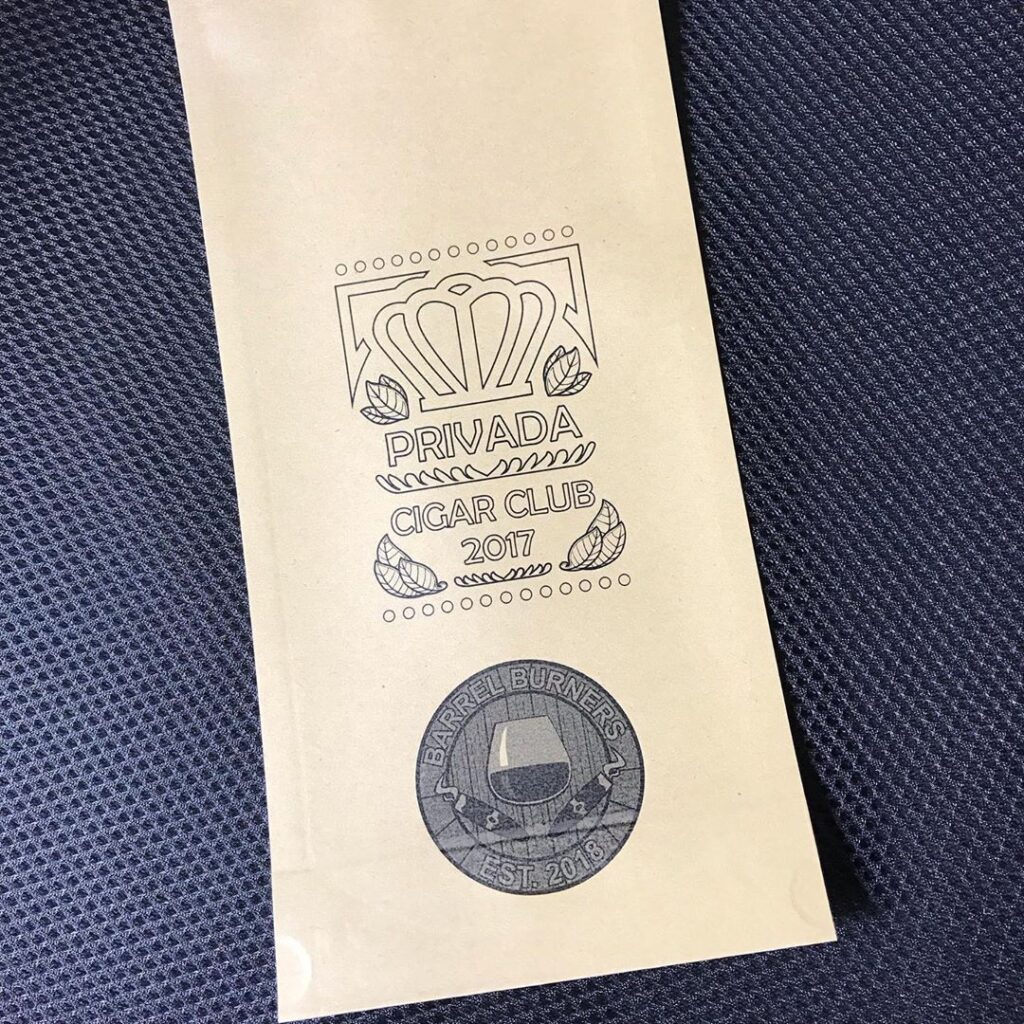 PRIVADA
CIGAR CLUB
2017
BARREL BURNERS
EST. 2018